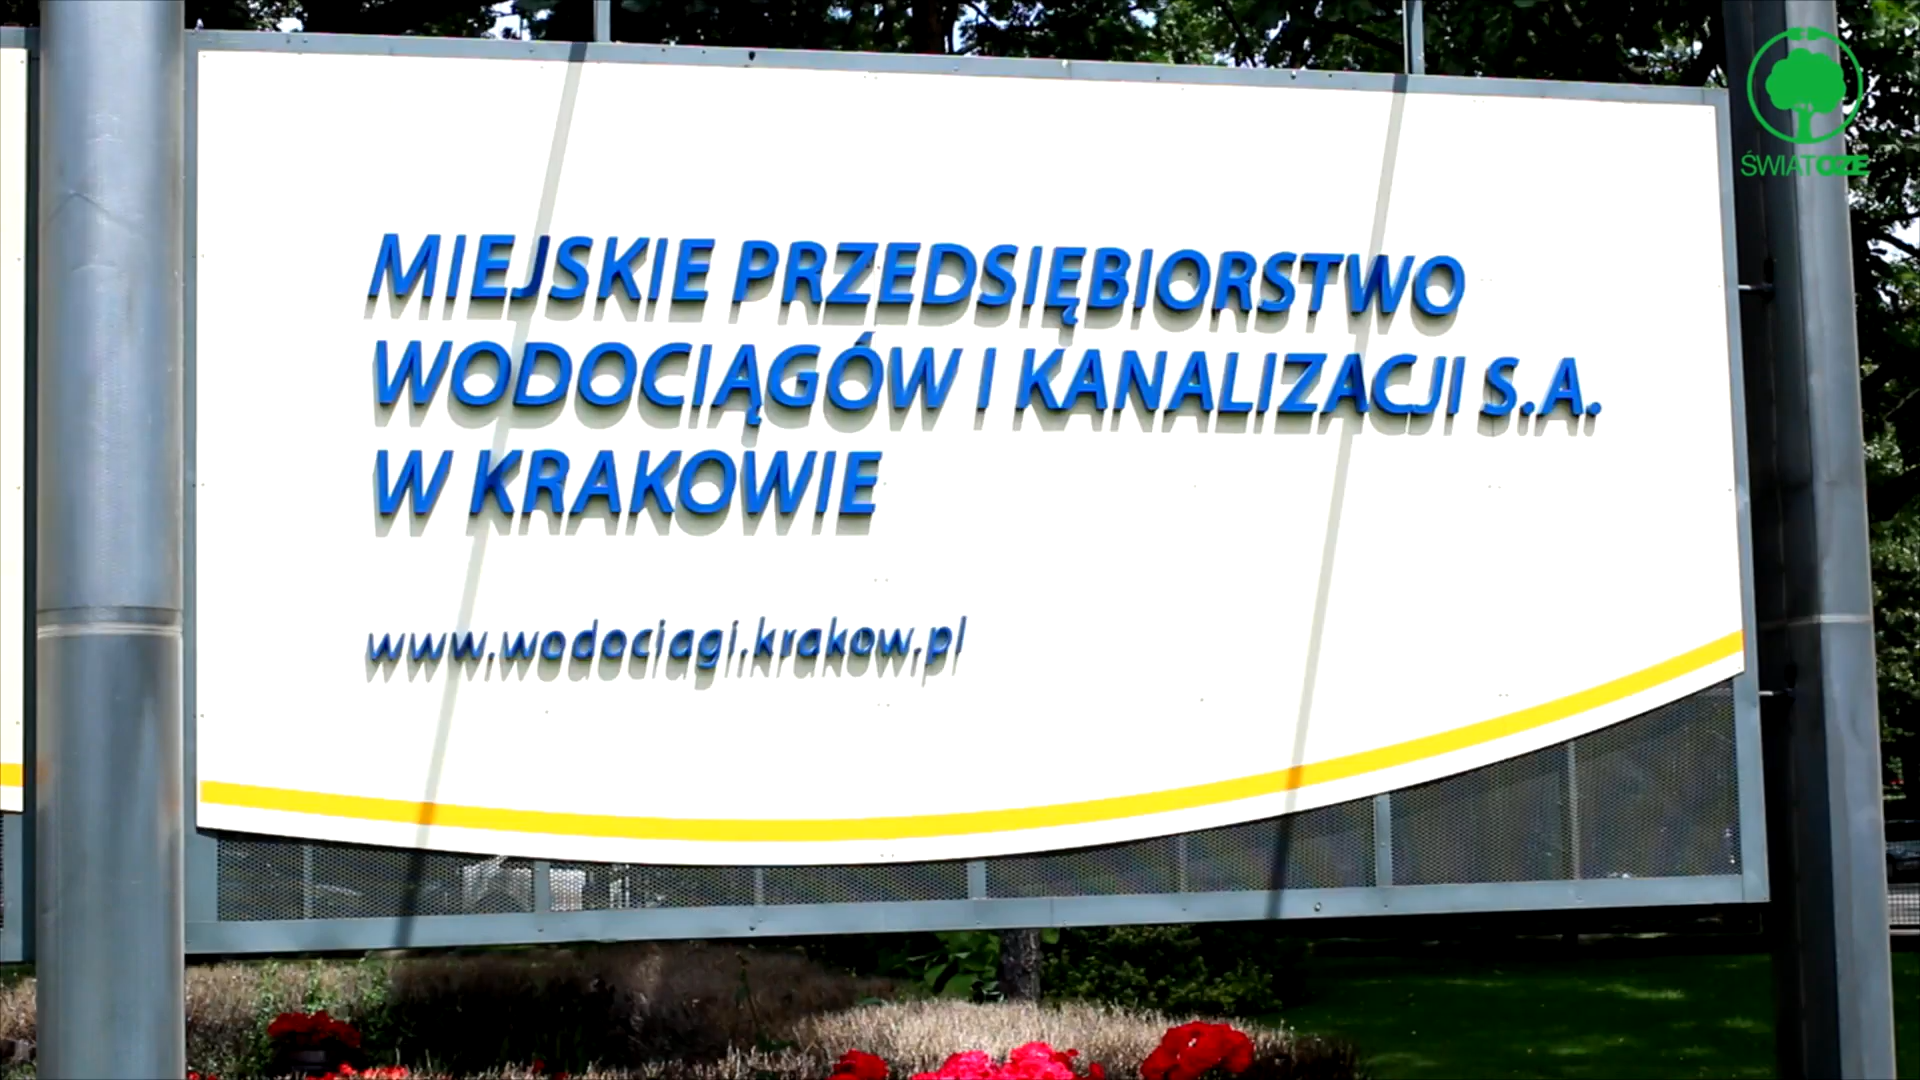 MIEJSKIE PRZEDSIĘBIORSTWO
WODOCIĄGÓW I KANALIZACJI S.A.
W KRAKOWIE
www.wodociagi.krakow.pl
ŚWIATOZE